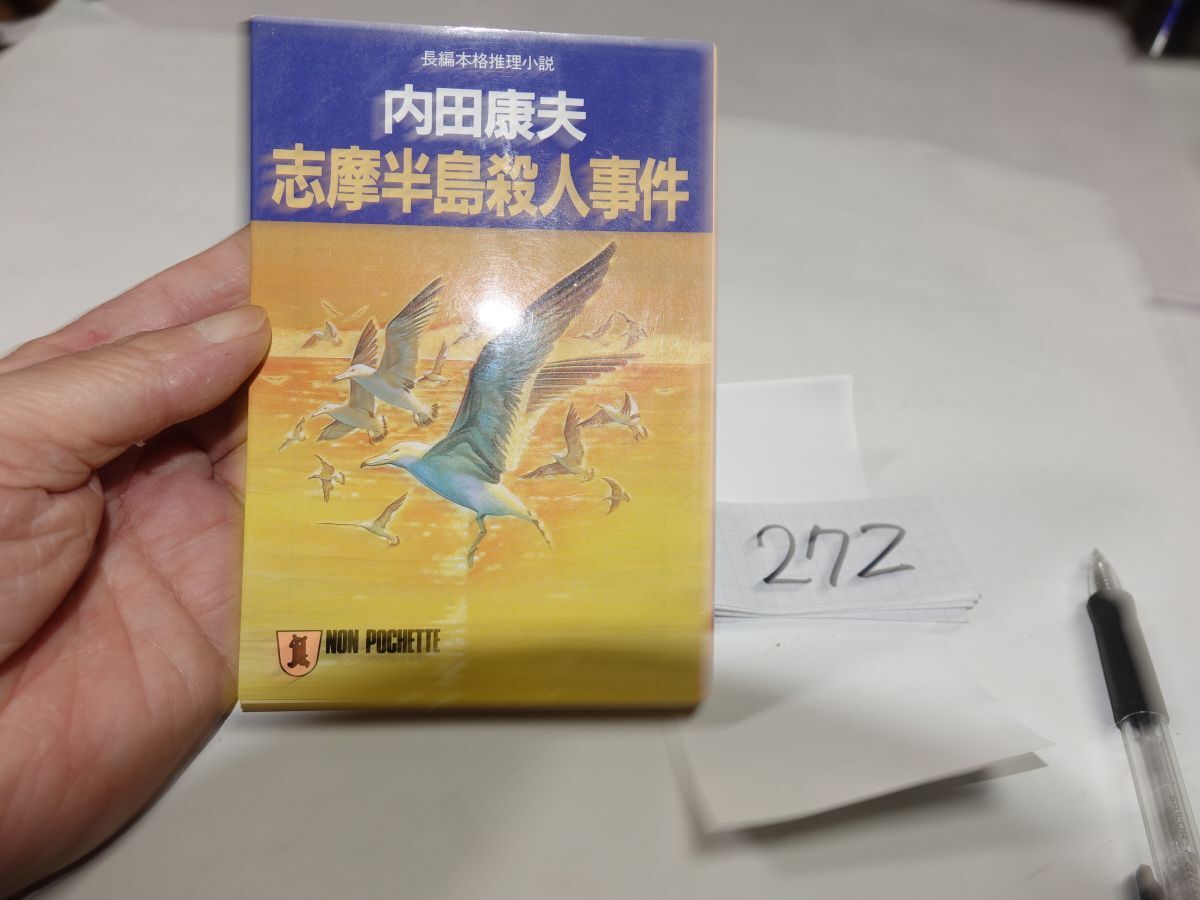 長編本格推理小説
内田康夫
志摩半島殺人事件
NON POCHETTE
272
SAILOR